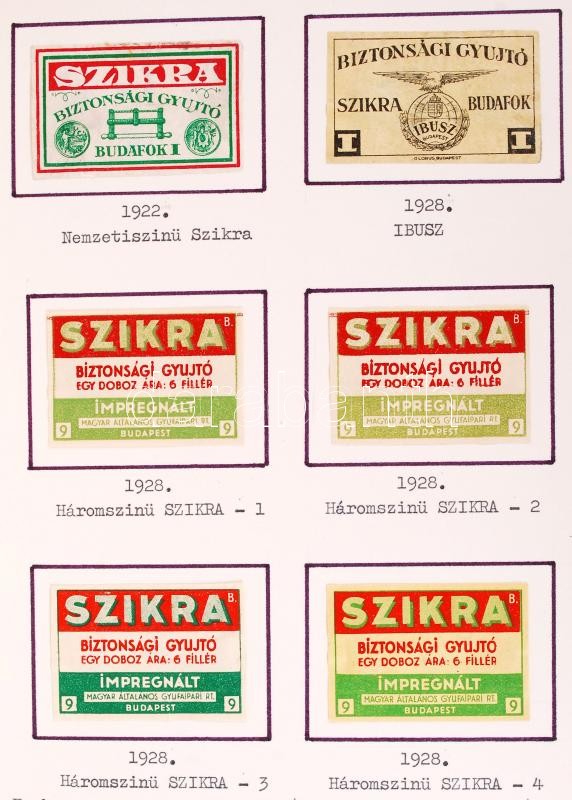 SZIKRA
BIZTONSÁGI GYUJTÓ
BUDAFOK I
1922.
Nemzetiszinü Szikra
BIZTONSÁGI GYUJTÓ
SZIKRA BUDAFOK
IBUSZ
BUDAPEST
I I
GLOBUS, BUDAPEST
1928.
IBUSZ
SZIKRA B.
BIZTONSÁGI GYUJTÓ
EGY DOBOZ ÁRA: 6 FILLÉR
IMPREGNÁLT
MAGYAR ÁLTALÁNOS GYUFAIPARI RT.
9 BUDAPEST 9
1928.
Háromszinü SZIKRA - 1
SZIKRA B.
BIZTONSÁGI GYUJTÓ
EGY DOBOZ ÁRA: 6 FILLÉR
IMPREGNÁLT
MAGYAR ÁLTALÁNOS GYUFAIPARI RT.
9 BUDAPEST 9
1928.
Háromszinü SZIKRA - 2
SZIKRA B.
BIZTONSÁGI GYUJTÓ
EGY DOBOZ ÁRA: 6 FILLÉR
IMPREGNÁLT
MAGYAR ÁLTALÁNOS GYUFAIPARI RT.
9 BUDAPEST 9
1928.
Háromszinü SZIKRA - 3
SZIKRA B.
BIZTONSÁGI GYUJTÓ
EGY DOBOZ ÁRA: 6 FILLÉR
IMPREGNÁLT
MAGYAR ÁLTALÁNOS GYUFAIPARI RT.
9 BUDAPEST 9
1928.
Háromszinü SZIKRA - 4